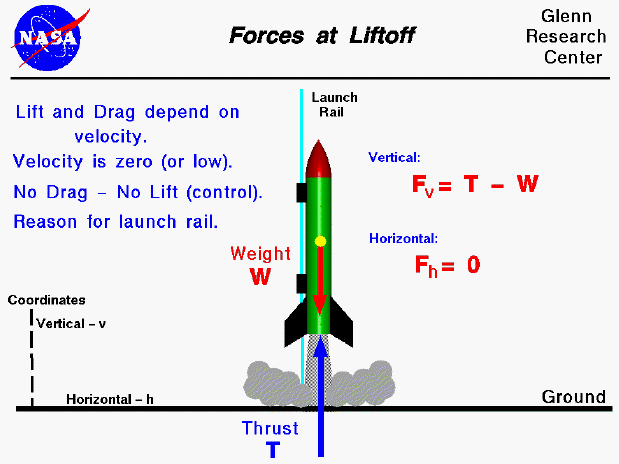 NASA
Forces at Liftoff
Glenn
Research
Center
Lift and Drag depend on
velocity.
Velocity is zero (or low).
No Drag – No Lift (control).
Reason for launch rail.
Launch
Rail
Vertical:
Fv = T – W
Horizontal:
Fh = 0
Weight
W
Coordinates
Vertical – v
Horizontal – h
Ground
Thrust
T